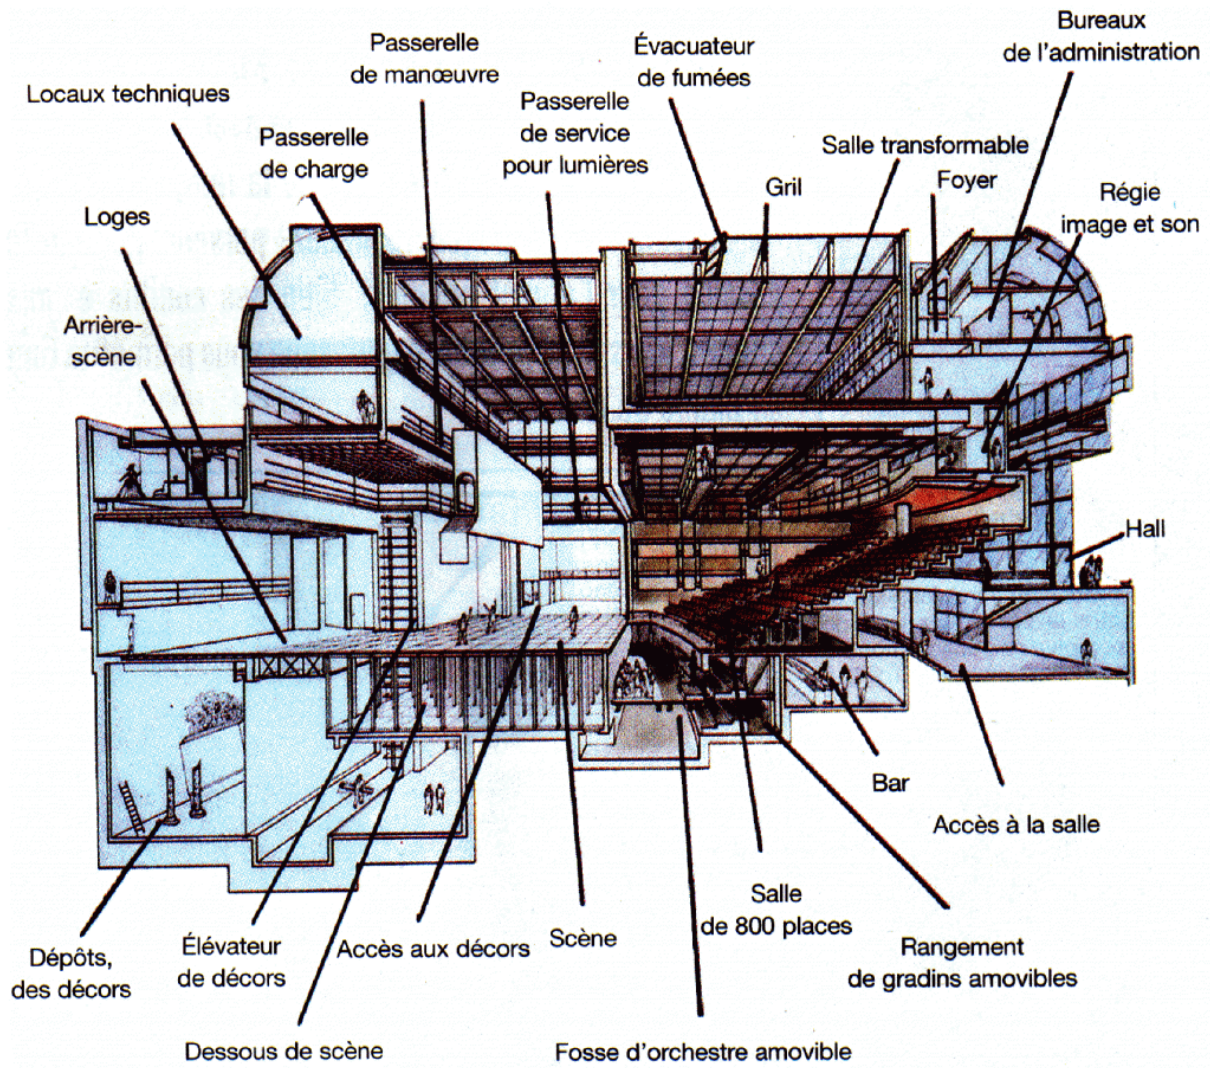 Bureaux
de l'administration
Passerelle
de manœuvre
Évacuateur
de fumées
Locaux techniques
Passerelle
de service
pour lumières
Passerelle
de charge
Salle transformable
Foyer
Gril
Régie
image et son
Loges
Arrière-
scène
Hall
Bar
Accès à la salle
Salle
de 800 places
Rangement
de gradins amovibles
Scène
Accès aux décors
Élévateur
de décors
Dépôts,
des décors
Dessous de scène
Fosse d'orchestre amovible